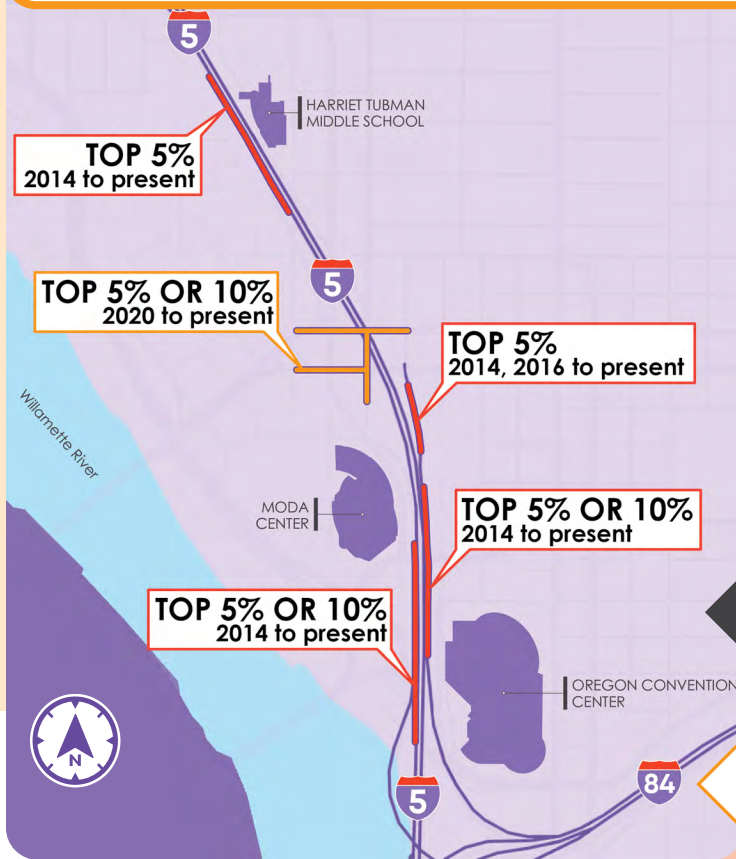 5
HARRIET TUBMAN
MIDDLE SCHOOL
TOP 5%
2014 to present
5
TOP 5% OR 10%
2020 to present
TOP 5%
2014, 2016 to present
Willamette River
MODA
CENTER
TOP 5% OR 10%
2014 to present
TOP 5% OR 10%
2014 to present
OREGON CONVENTION
CENTER
N
5
84